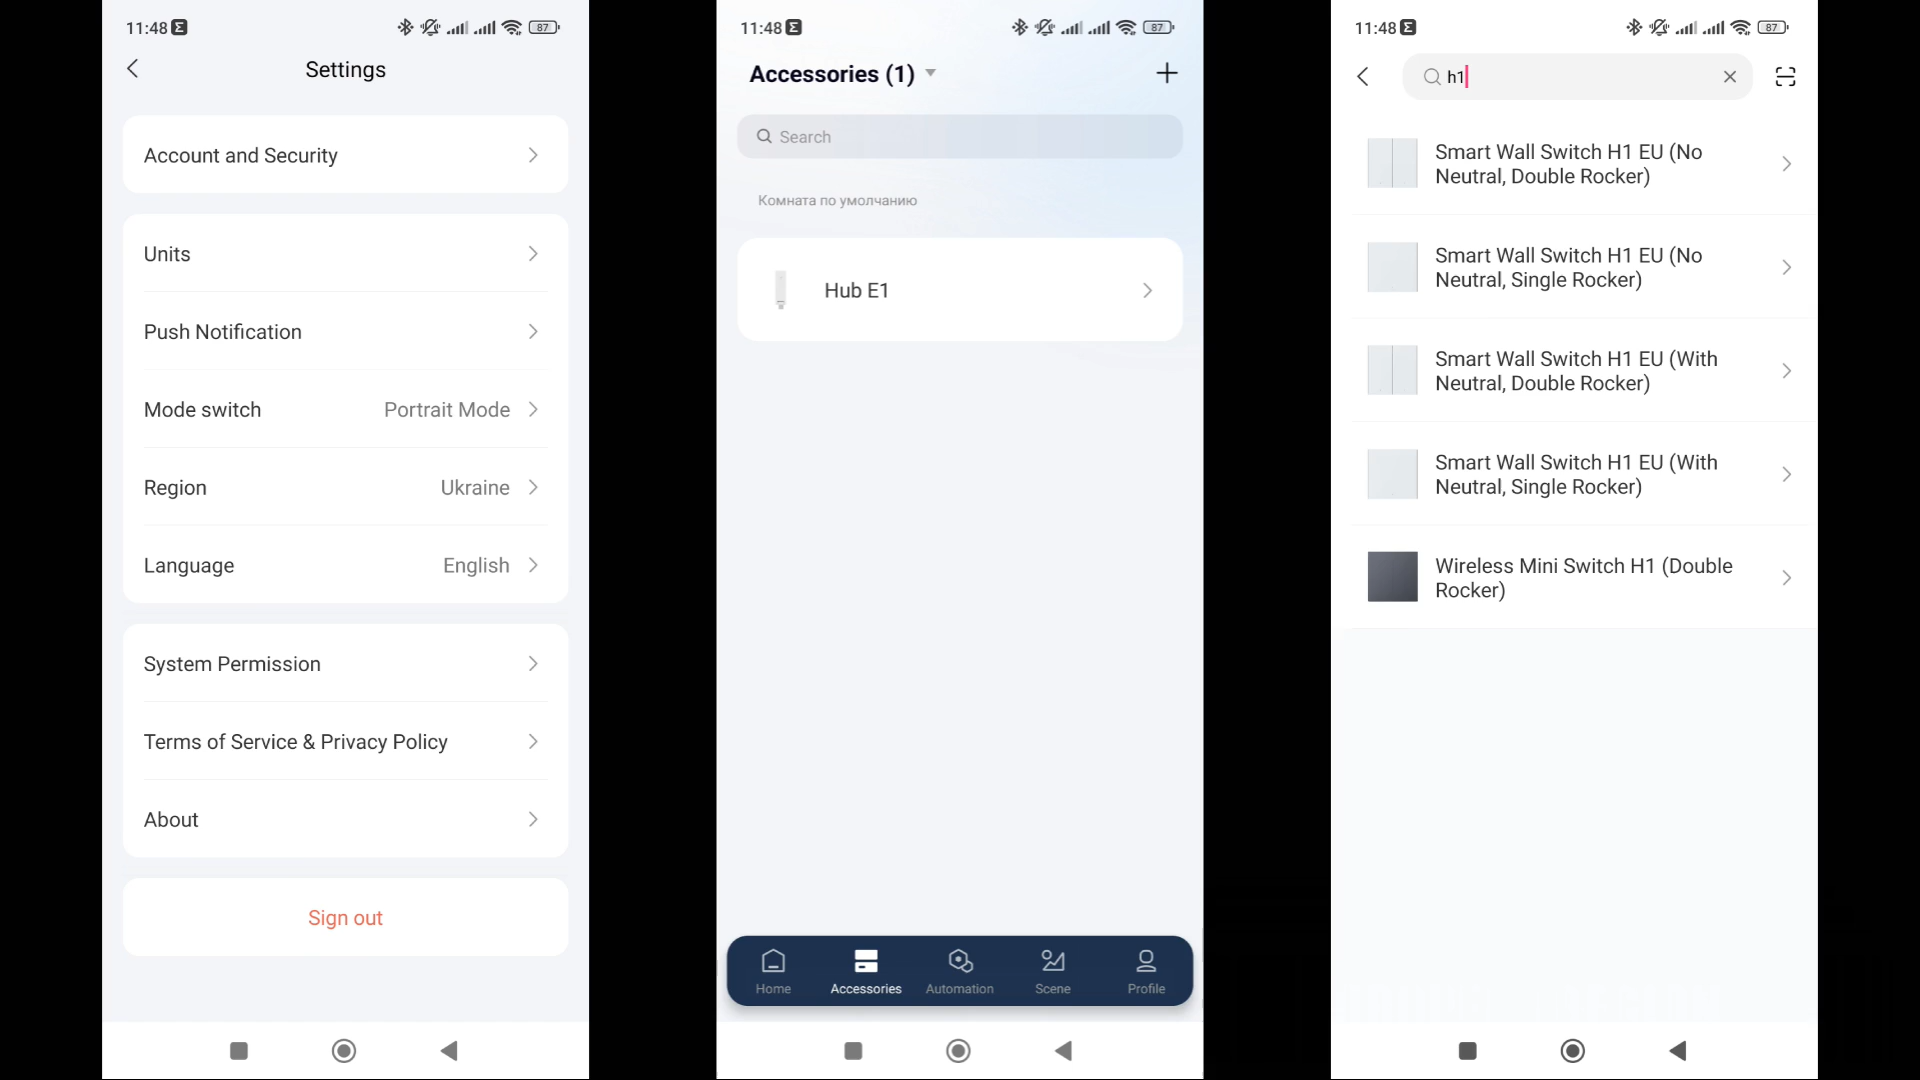 11:48
87
Settings
Account and Security
Units
Push Notification
Mode switch Portrait Mode
Region Ukraine
Language English
System Permission
Terms of Service & Privacy Policy
About
Sign out
11:48
87
Accessories (1)
Search
Комната по умолчанию
Hub E1
Home Accessories Automation Scene Profile
11:48
87
h1
Smart Wall Switch H1 EU (No
Neutral, Double Rocker)
Smart Wall Switch H1 EU (No
Neutral, Single Rocker)
Smart Wall Switch H1 EU (With
Neutral, Double Rocker)
Smart Wall Switch H1 EU (With
Neutral, Single Rocker)
Wireless Mini Switch H1 (Double
Rocker)